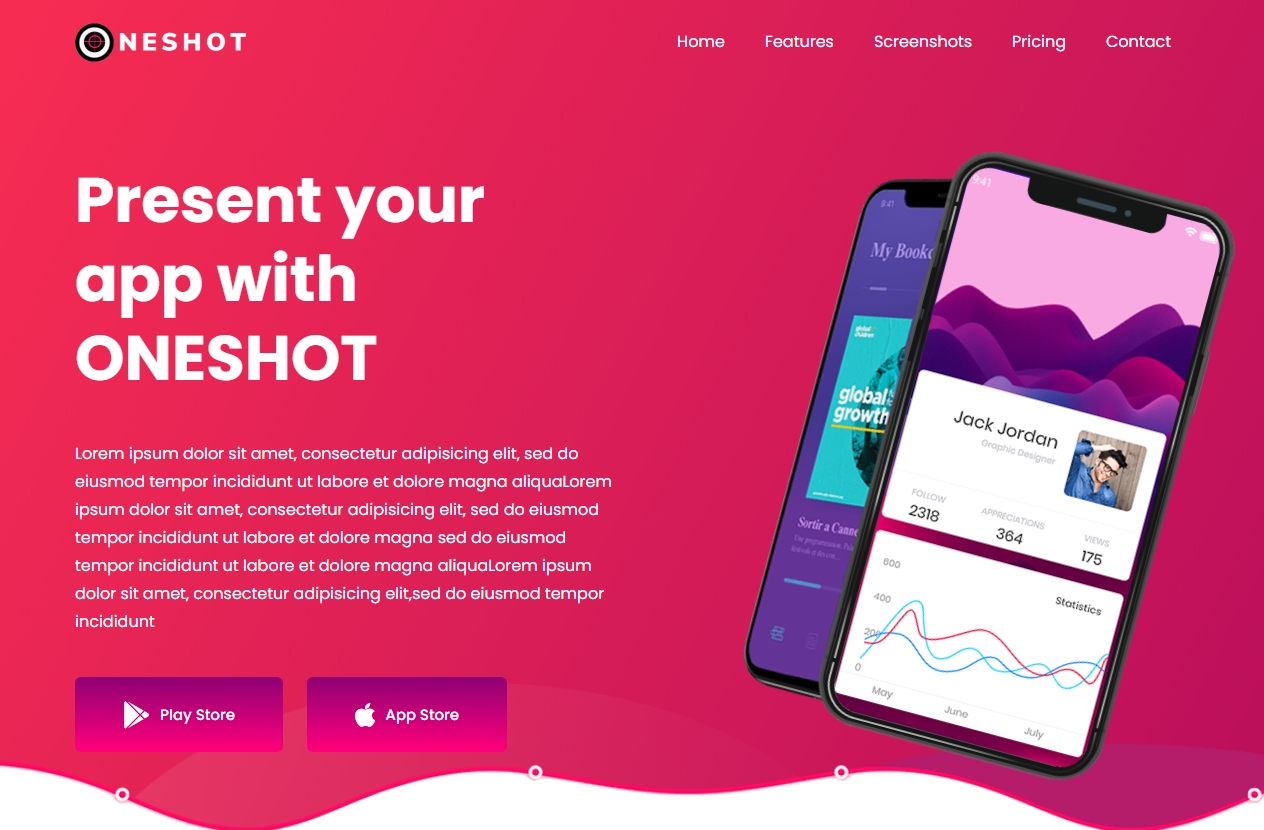 ONESHOT
Home Features Screenshots Pricing Contact
Present your
app with
ONESHOT
Lorem ipsum dolor sit amet, consectetur adipisicing elit, sed do
eiusmod tempor incididunt ut labore et dolore magna aliquaLorem
ipsum dolor sit amet, consectetur adipisicing elit, sed do eiusmod
tempor incididunt ut labore et dolore magna sed do eiusmod
tempor incididunt ut labore et dolore magna aliquaLorem ipsum
dolor sit amet, consectetur adipisicing elit,sed do eiusmod tempor
incididunt
Play Store
App Store
9:41
My Bookc
global
children
global
growth
Sortir a Canne
9:41
Jack Jordan
Graphic Designer
FOLLOW
2318
APPRECIATIONS
364
VIEWS
175
Statistics
600
400
200
0
May
June
July